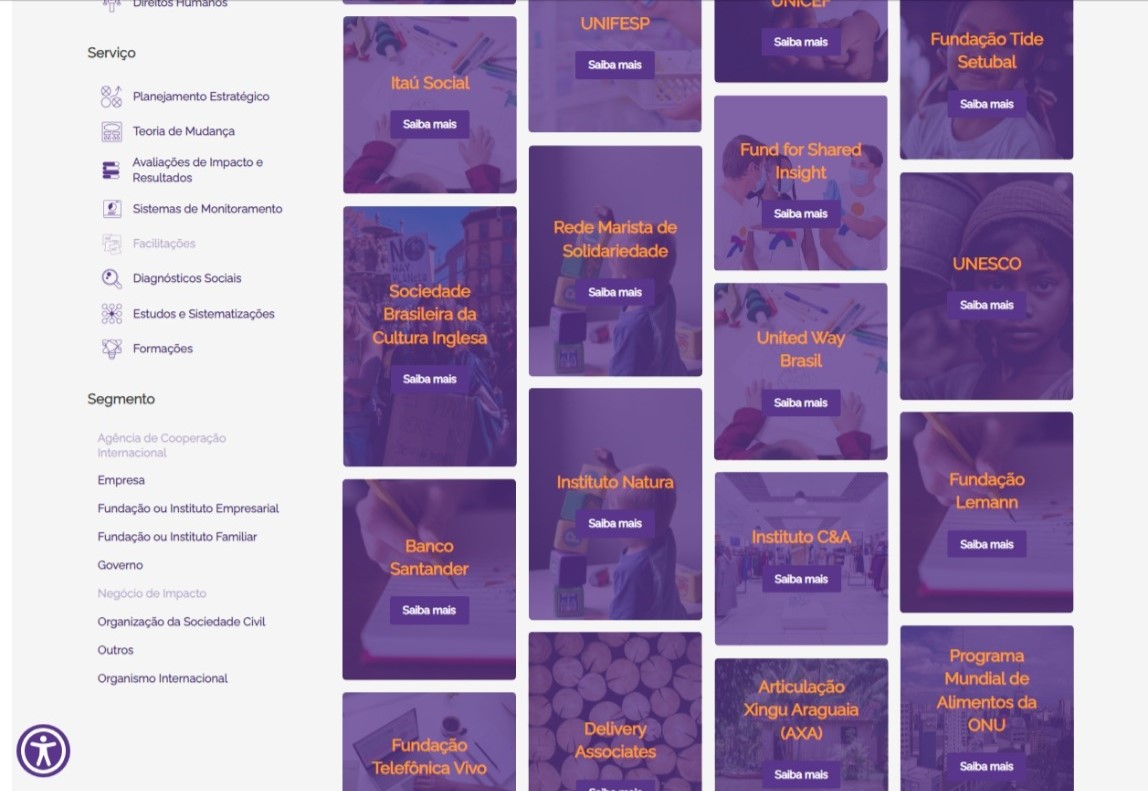 Direitos Humanos
Serviço
Planejamento Estratégico
Teoria de Mudança
Avaliações de Impacto e
Resultados
Sistemas de Monitoramento
Facilitações
Diagnósticos Sociais
Estudos e Sistematizações
Formações
Segmento
Agência de Cooperação
Internacional
Empresa
Fundação ou Instituto Empresarial
Fundação ou Instituto Familiar
Governo
Negócio de Impacto
Organização da Sociedade Civil
Outros
Organismo Internacional
Itaú Social
Saiba mais
Sociedade
Brasileira da
Cultura Inglesa
Saiba mais
Banco
Santander
Saiba mais
Fundação
Telefônica Vivo
UNIFESP
Saiba mais
Rede Marista de
Solidariedade
Saiba mais
Instituto Natura
Saiba mais
Delivery
Associates
Saiba mais
UNICEF
Saiba mais
Fund for Shared
Insight
Saiba mais
United Way
Brasil
Saiba mais
Instituto C&A
Saiba mais
Articulação
Xingu Araguaia
(AXA)
Saiba mais
Fundação Tide
Setubal
Saiba mais
UNESCO
Saiba mais
Fundação
Lemann
Saiba mais
Programa
Mundial de
Alimentos da
ONU
Saiba mais